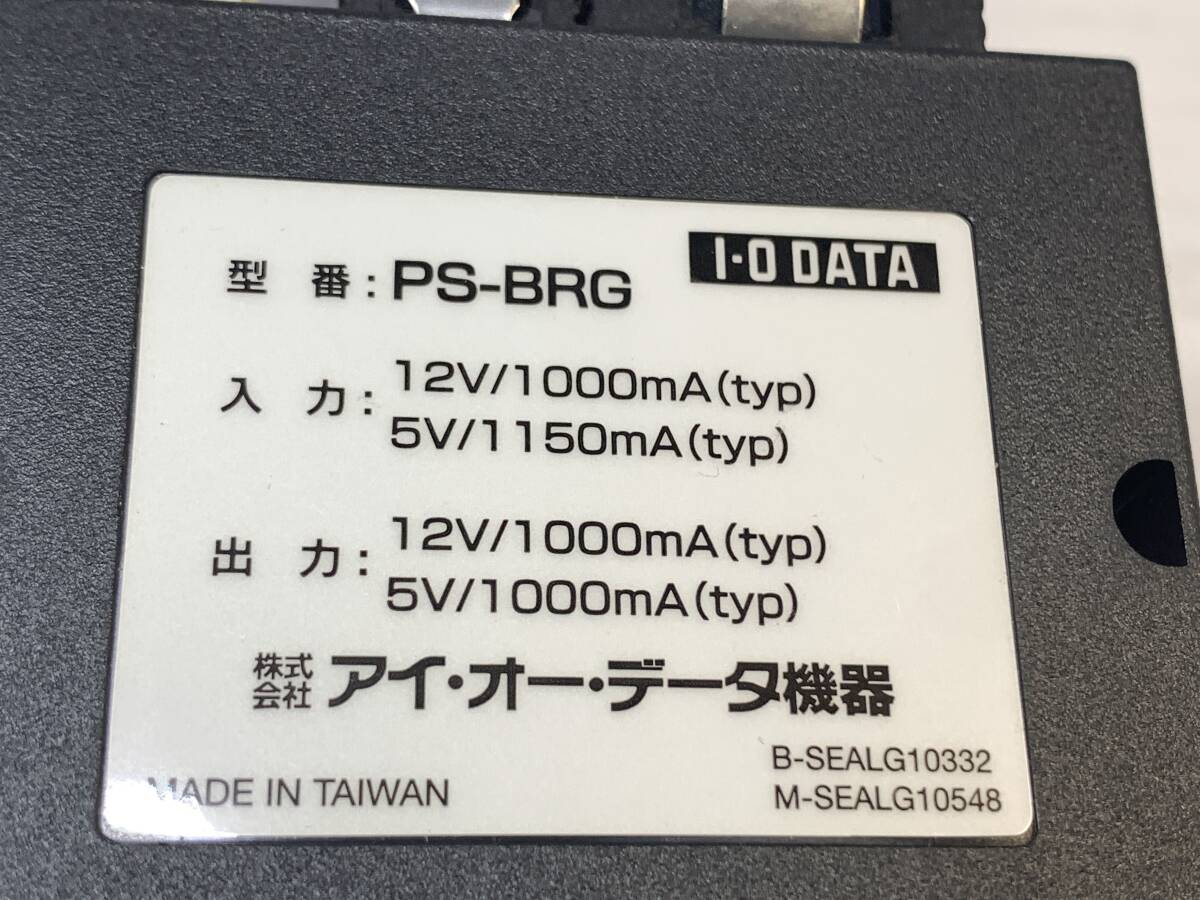 I-O DATA
型 番 : PS-BRG
入 力 : 12V/1000mA(typ)
5V/1150mA(typ)
出 力 : 12V/1000mA(typ)
5V/1000mA(typ)
株式会社 アイ・オー・データ機器
B-SEALG10332
MADE IN TAIWAN M-SEALG10548